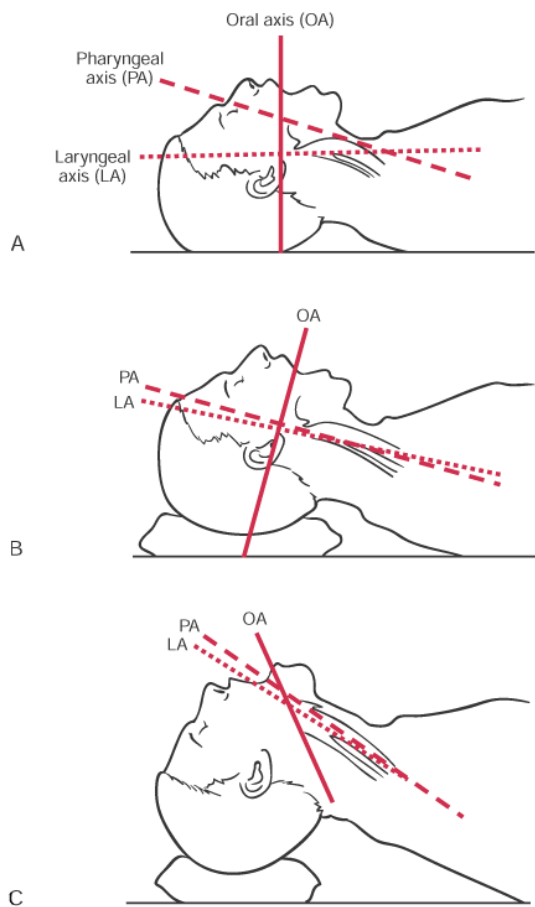 Oral axis (OA)
Pharyngeal
axis (PA)
Laryngeal
axis (LA)
A
OA
PA
LA
B
OA
PA
LA
C